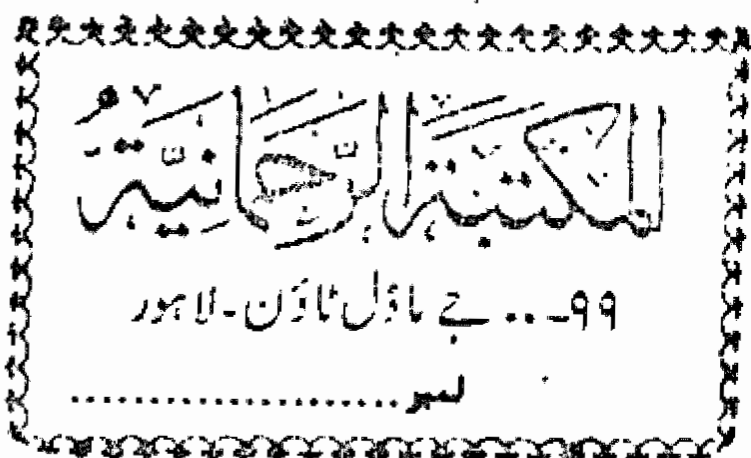 المكتبة الرحمانية
۹۹-.. جے ماڈل ٹاؤن-لاہور
نمبر.....................